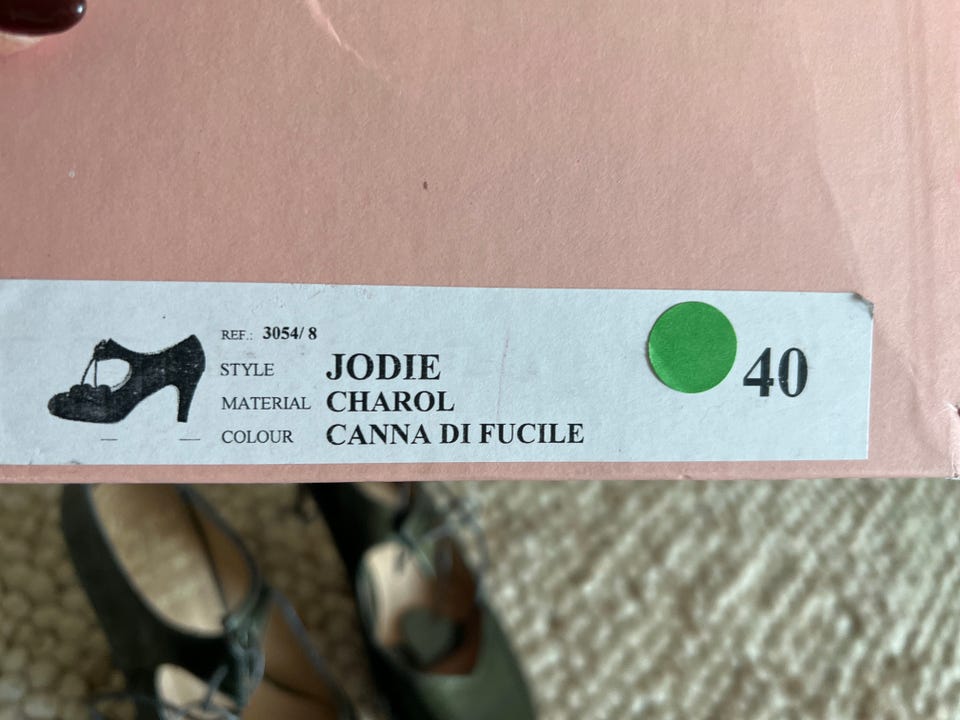 REF.: 3054/ 8
STYLE JODIE
MATERIAL CHAROL
COLOUR CANNA DI FUCILE
40